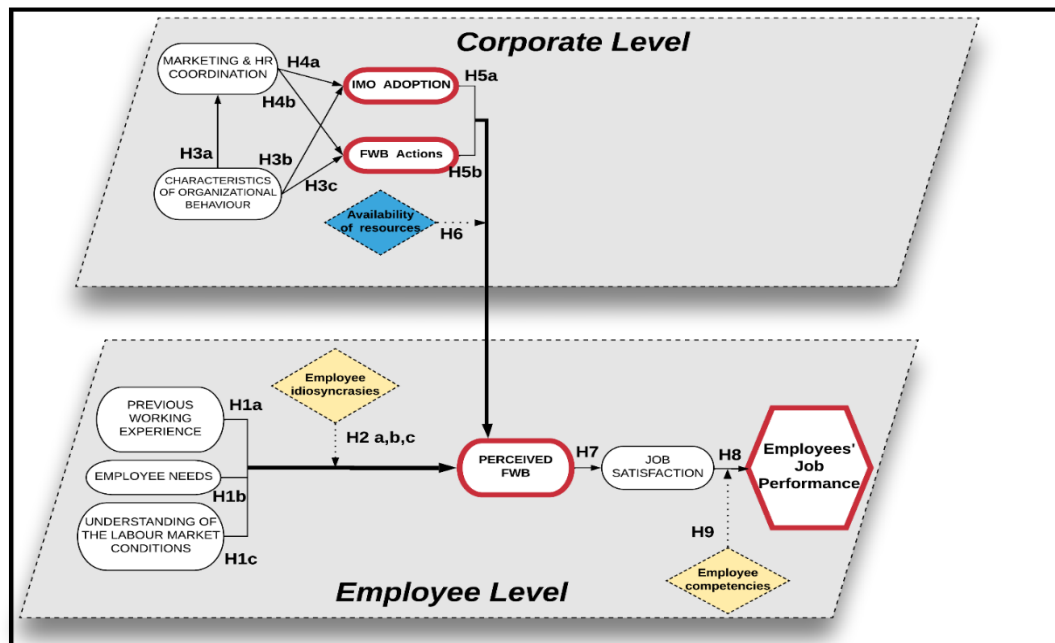 Corporate Level
MARKETING & HR
COORDINATION
H4a
H4b
IMO ADOPTION
H5a
H3a
H3b
H3c
FWB Actions
H5b
CHARACTERISTICS
OF ORGANIZATIONAL
BEHAVIOUR
Availability
of resources
H6
Employee
idiosyncrasies
PREVIOUS
WORKING
EXPERIENCE
H1a
H2 a,b,c
EMPLOYEE NEEDS
H1b
UNDERSTANDING OF
THE LABOUR MARKET
CONDITIONS
H1c
PERCEIVED
FWB
H7
JOB
SATISFACTION
H8
Employees'
Job
Performance
H9
Employee
competencies
Employee Level